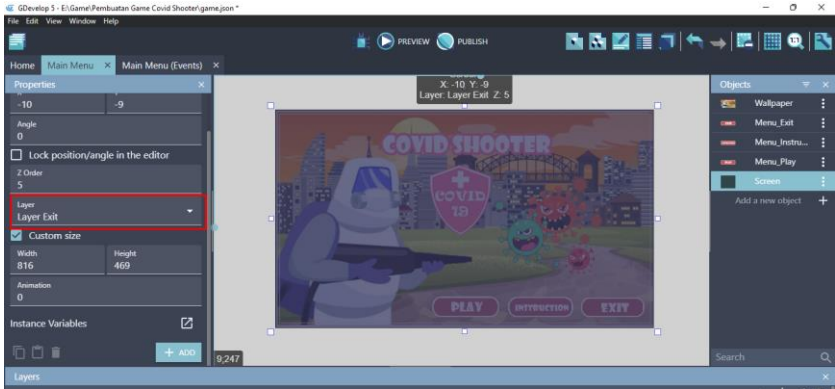 GDevelop 5 - E:\Game\Pembuatan Game Covid Shooter\game.json *
File Edit View Window Help
PREVIEW PUBLISH
1:1
Home Main Menu × Main Menu (Events) ×
Properties ×
-10 -9
Angle
0
Lock position/angle in the editor
Z Order
5
Layer
Layer Exit
Custom size
Width Height
816 469
Animation
0
Instance Variables
+ ADD
X: -10 Y: -9
Layer: Layer Exit Z: 5
COVID SHOOTER
COVID
19
PLAY INSTRUCTION EXIT
9;247
Objects ×
Wallpaper
Menu_Exit
Menu_Instru...
Menu_Play
Screen
Add a new object +
Search
Layers ×